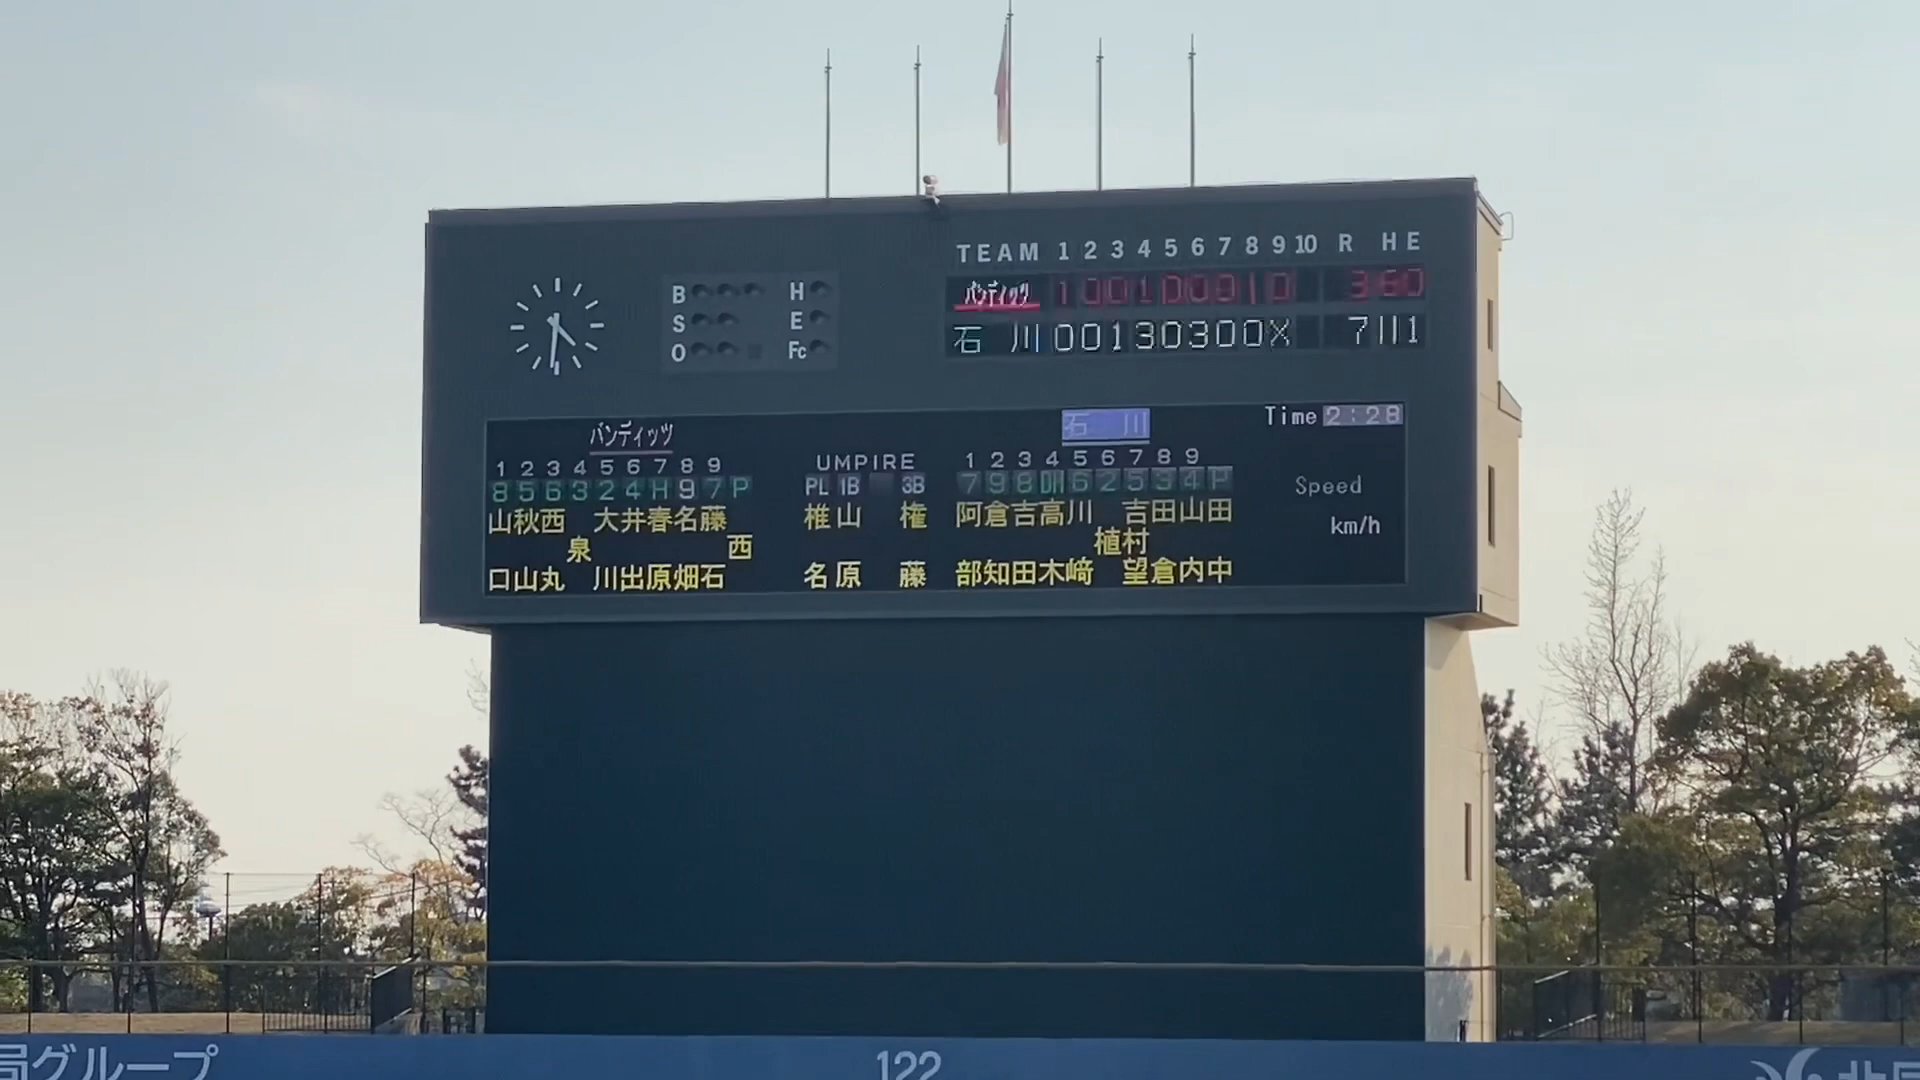 TEAM 1 2 3 4 5 6 7 8 9 10 R H E
バンディッツ 1 0 0 1 0 0 0 1 0 3 6 0
石川 0 0 1 3 0 3 0 0 X 7 11 1
B H
S E
O Fc
バンディッツ 石川 Time 2:28
1 2 3 4 5 6 7 8 9 UMPIRE 1 2 3 4 5 6 7 8 9
8 5 6 3 2 4 H 9 7 P PL 1B 3B 7 9 8 DH 6 2 5 3 4 P Speed
山秋西 大井春名藤 椎山 権 阿倉吉高川 吉田山田 km/h
泉 西 植村
口山丸 川出原畑石 名原 藤 部知田木﨑 望倉内中
局グループ 122 北國